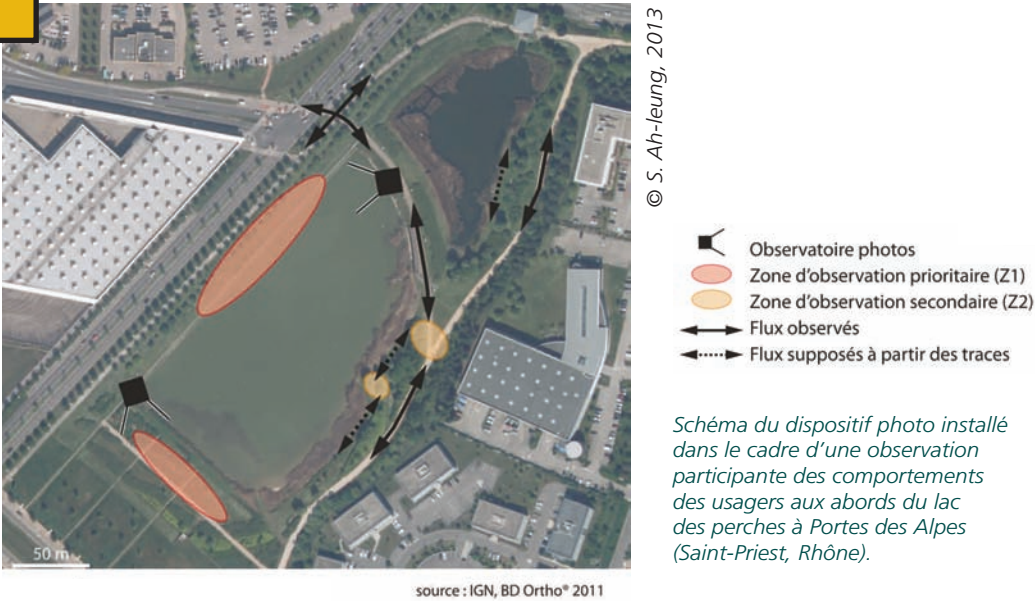 © S. Ah-leung, 2013
Observatoire photos
Zone d'observation prioritaire (Z1)
Zone d'observation secondaire (Z2)
Flux observés
Flux supposés à partir des traces
Schéma du dispositif photo installé
dans le cadre d'une observation
participante des comportements
des usagers aux abords du lac
des perches à Portes des Alpes
(Saint-Priest, Rhône).
50 m
source : IGN, BD Ortho® 2011